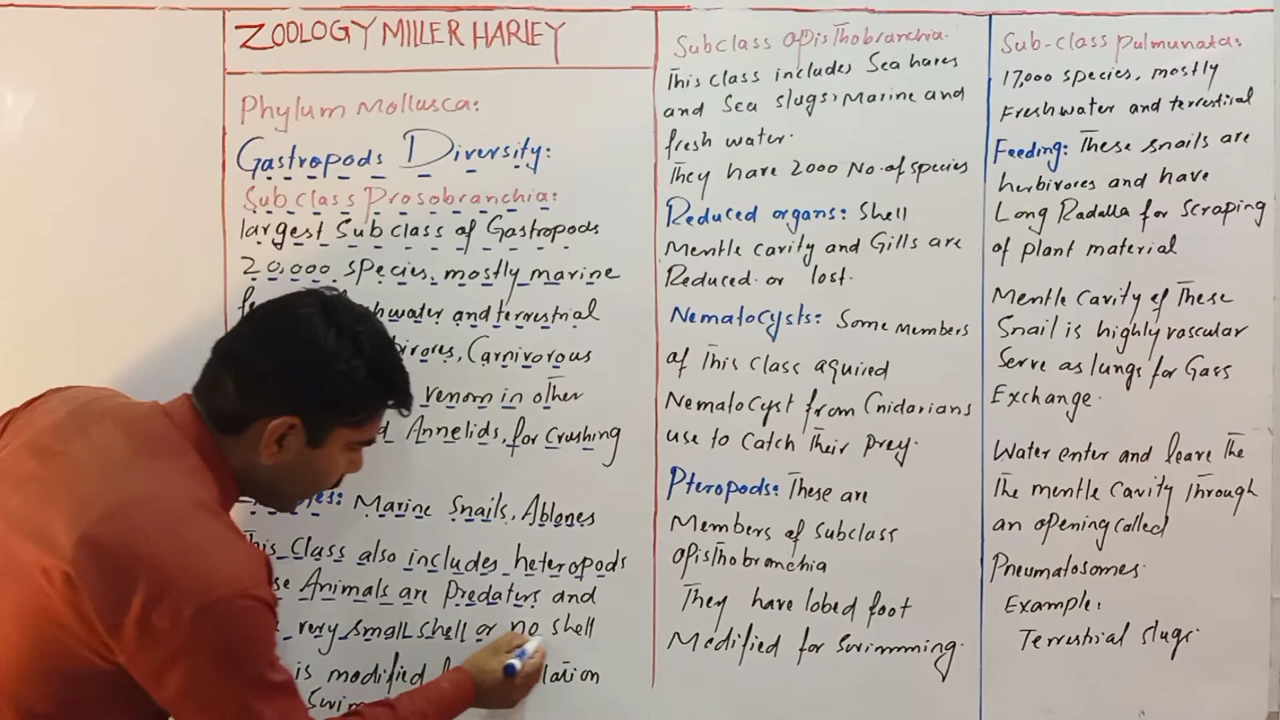 ZOOLOGY MILLER HARLEY
Phylum Mollusca:
Gastropods Diversity:
Subclass Prosobranchia:
largest Subclass of Gastropods
20,000 species, mostly marine
water and terrestrial
Carnivorous
venom in other
Annelids, for Crushing
Marine Snails, Ablones
This Class also includes heteropods
Animals are Predators and
very small shell or no shell
is modified
Subclass Opisthobranchia.
This class includes Sea hares
and Sea slugs, Marine and
fresh water.
They have 2000 No. of species
Reduced organs: Shell
Mentle cavity and Gills are
Reduced or lost.
Nematocysts: Some Members
of This Class aquired
Nematocyst from Cnidarians
use to Catch Their prey.
Pteropods: These are
Members of Subclass
Opisthobronchia
They have lobed foot
Modified for Swimming.
Sub-class Pulmunata:
17,000 species, mostly
Freshwater and terrestiral
Feeding: These snails are
herbivores and have
Long Radalla for Scraping
of plant material
Mentle Cavity of These
Snail is highly vascular
Serve as lungs for Gass
Exchange.
Water enter and leave The
The mentle Cavity Through
an opening called
Pneumatosomes.
Example:
Terrestrial slugs.